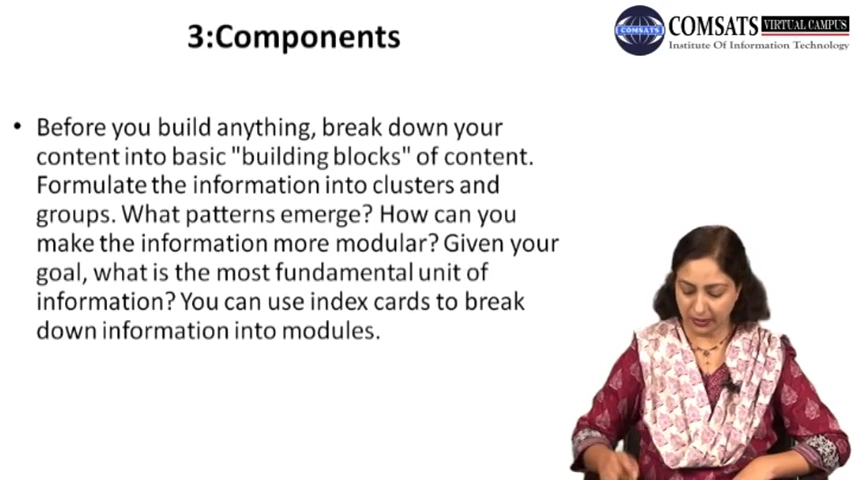 3:Components
COMSATS
COMSATS VIRTUAL CAMPUS
Institute Of Information Technology
• Before you build anything, break down your
content into basic "building blocks" of content.
Formulate the information into clusters and
groups. What patterns emerge? How can you
make the information more modular? Given your
goal, what is the most fundamental unit of
information? You can use index cards to break
down information into modules.